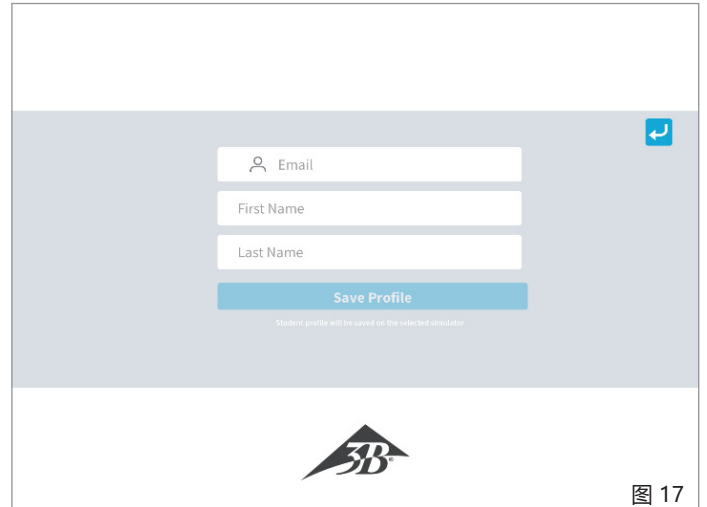 Email
First Name
Last Name
Save Profile
Student profile will be saved on the selected simulator
3B®
图 17